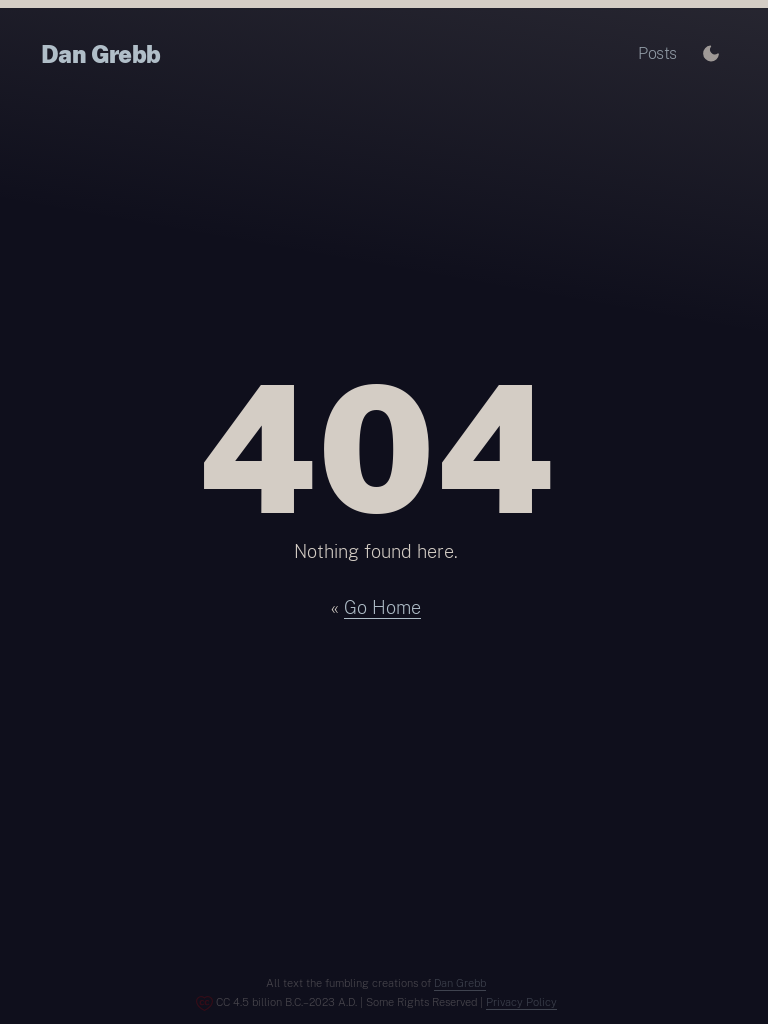 Dan Grebb
Posts
404
Nothing found here.
« Go Home
All text the fumbling creations of Dan Grebb
CC 4.5 billion B.C.–2023 A.D. | Some Rights Reserved | Privacy Policy